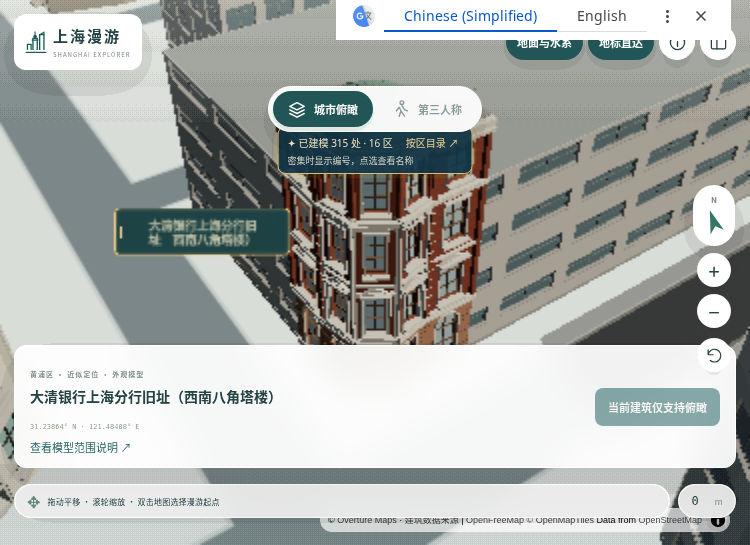 Chinese (Simplified)
English
上海漫游
SHANGHAI EXPLORER
地面与水系
地标直达
城市俯瞰
第三人称
✦ 已建模 315 处 · 16 区 按区目录 ↗
密集时显示编号，点选查看名称
大清银行上海分行旧
址（西南八角塔楼）
N
+
−
黄浦区 · 近似定位 · 外观模型
大清银行上海分行旧址（西南八角塔楼）
当前建筑仅支持俯瞰
31.23864° N · 121.48488° E
查看模型范围说明 ↗
拖动平移 · 滚轮缩放 · 双击地图选择漫游起点
0 m
© Overture Maps · 建筑数据来源 | OpenFreeMap © OpenMapTiles Data from OpenStreetMap